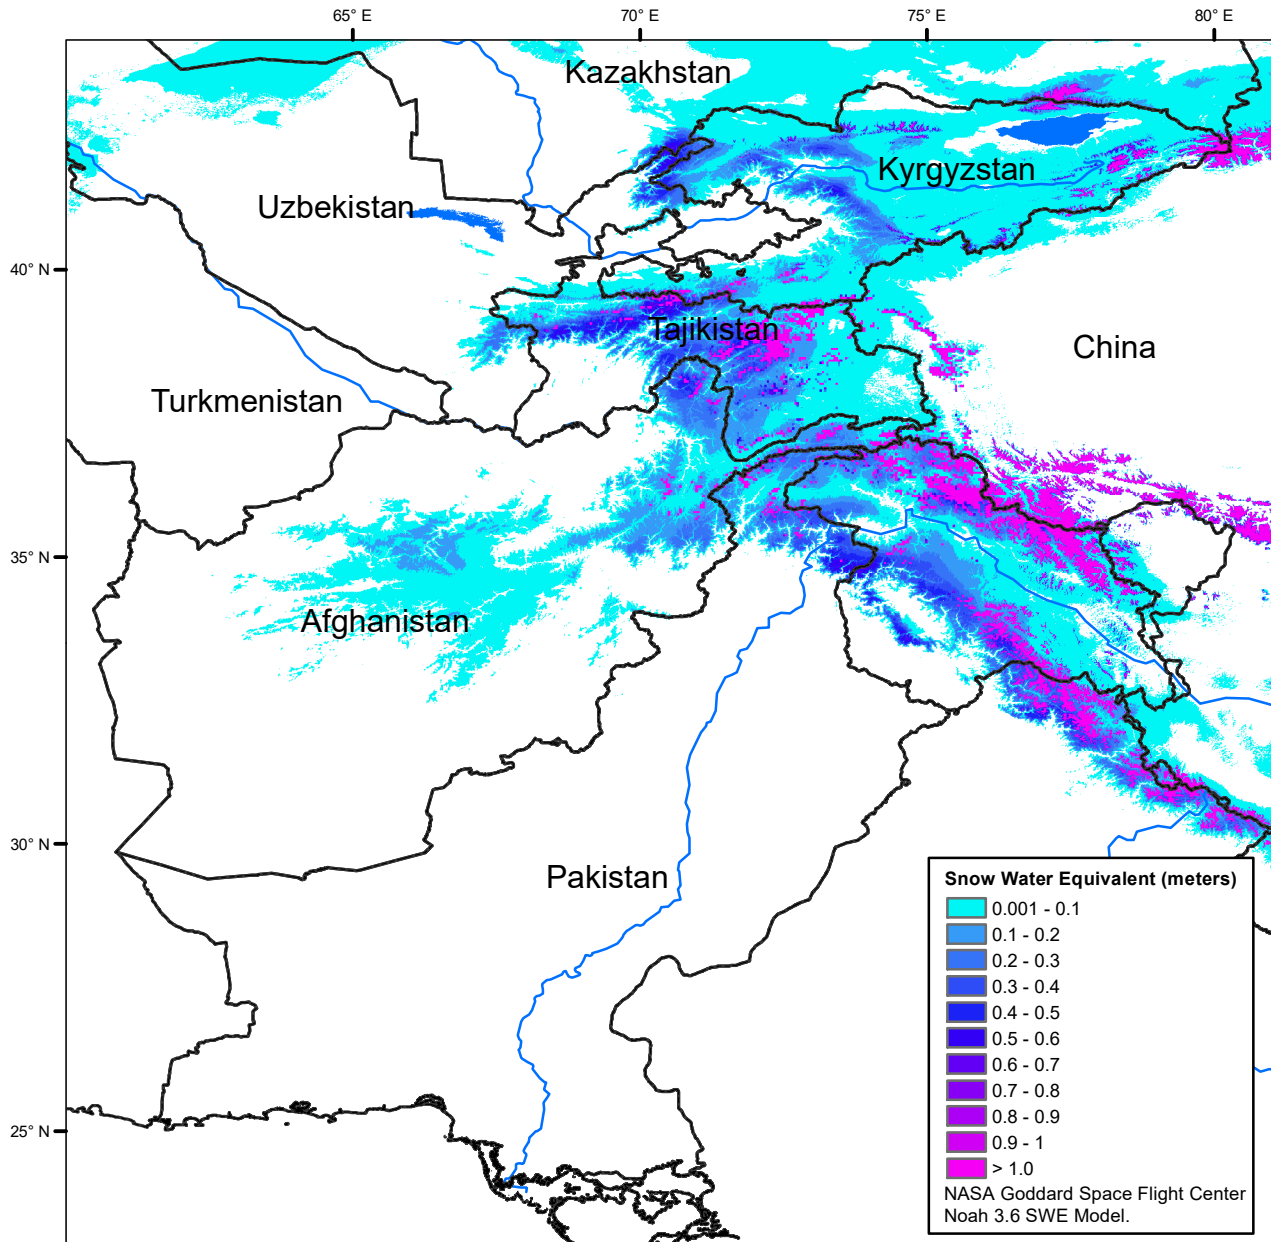 65° E
70° E
75° E
80° E
Kazakhstan
Kyrgyzstan
Uzbekistan
40° N
Tajikistan
China
Turkmenistan
35° N
Afghanistan
30° N
Pakistan
25° N
Snow Water Equivalent (meters)
0.001 - 0.1
0.1 - 0.2
0.2 - 0.3
0.3 - 0.4
0.4 - 0.5
0.5 - 0.6
0.6 - 0.7
0.7 - 0.8
0.8 - 0.9
0.9 - 1
> 1.0
NASA Goddard Space Flight Center
Noah 3.6 SWE Model.